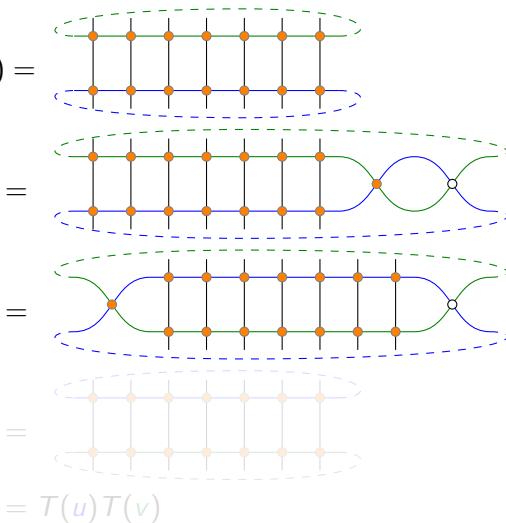 ) =
=
=
=
= T(u)T(v)